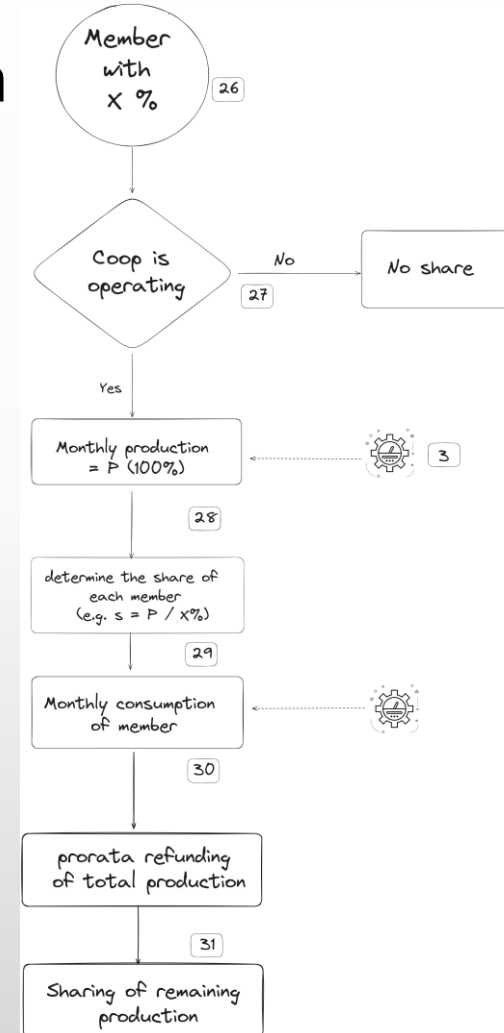 Member
with
X %
26
Coop is
operating
No
27
No share
Yes
Monthly production
= P (100%)
3
28
determine the share of
each member
(e.g. s = P / X%)
29
Monthly consumption
of member
30
prorata refunding
of total production
31
Sharing of remaining
production